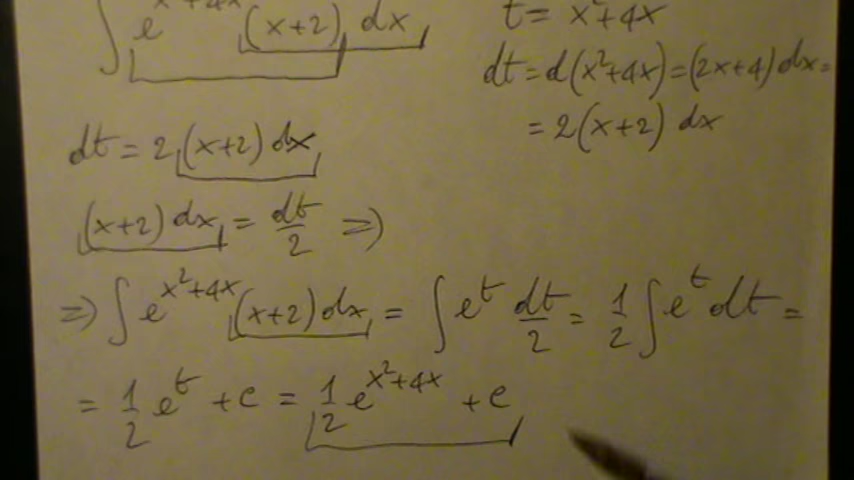 ∫ e^(x²+4x) (x+2) dx
t = x²+4x
dt = d(x²+4x) = (2x+4) dx =
= 2(x+2) dx
dt = 2(x+2) dx
(x+2) dx = dt/2 ⇒
⇒ ∫ e^(x²+4x) (x+2) dx = ∫ e^t dt/2 = 1/2 ∫ e^t dt =
= 1/2 e^t + c = 1/2 e^(x²+4x) + c